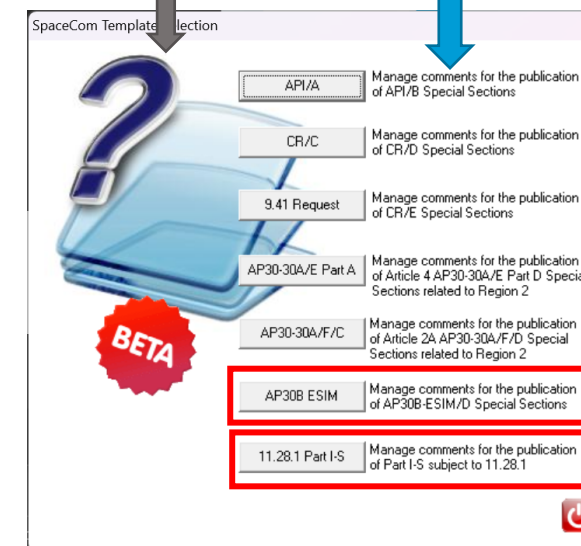 SpaceCom Template lection
API/A
Manage comments for the publication
of API/B Special Sections
CR/C
Manage comments for the publication
of CR/D Special Sections
9.41 Request
Manage comments for the publication
of CR/E Special Sections
AP30-30A/E Part A
Manage comments for the publication
of Article 4 AP30-30A/E Part D Specia
Sections related to Region 2
AP30-30A/F/C
Manage comments for the publication
of Article 2A AP30-30A/F/D Special
Sections related to Region 2
BETA
AP30B ESIM
Manage comments for the publication
of AP30B-ESIM/D Special Sections
11.28.1 Part I-S
Manage comments for the publication
of Part I-S subject to 11.28.1